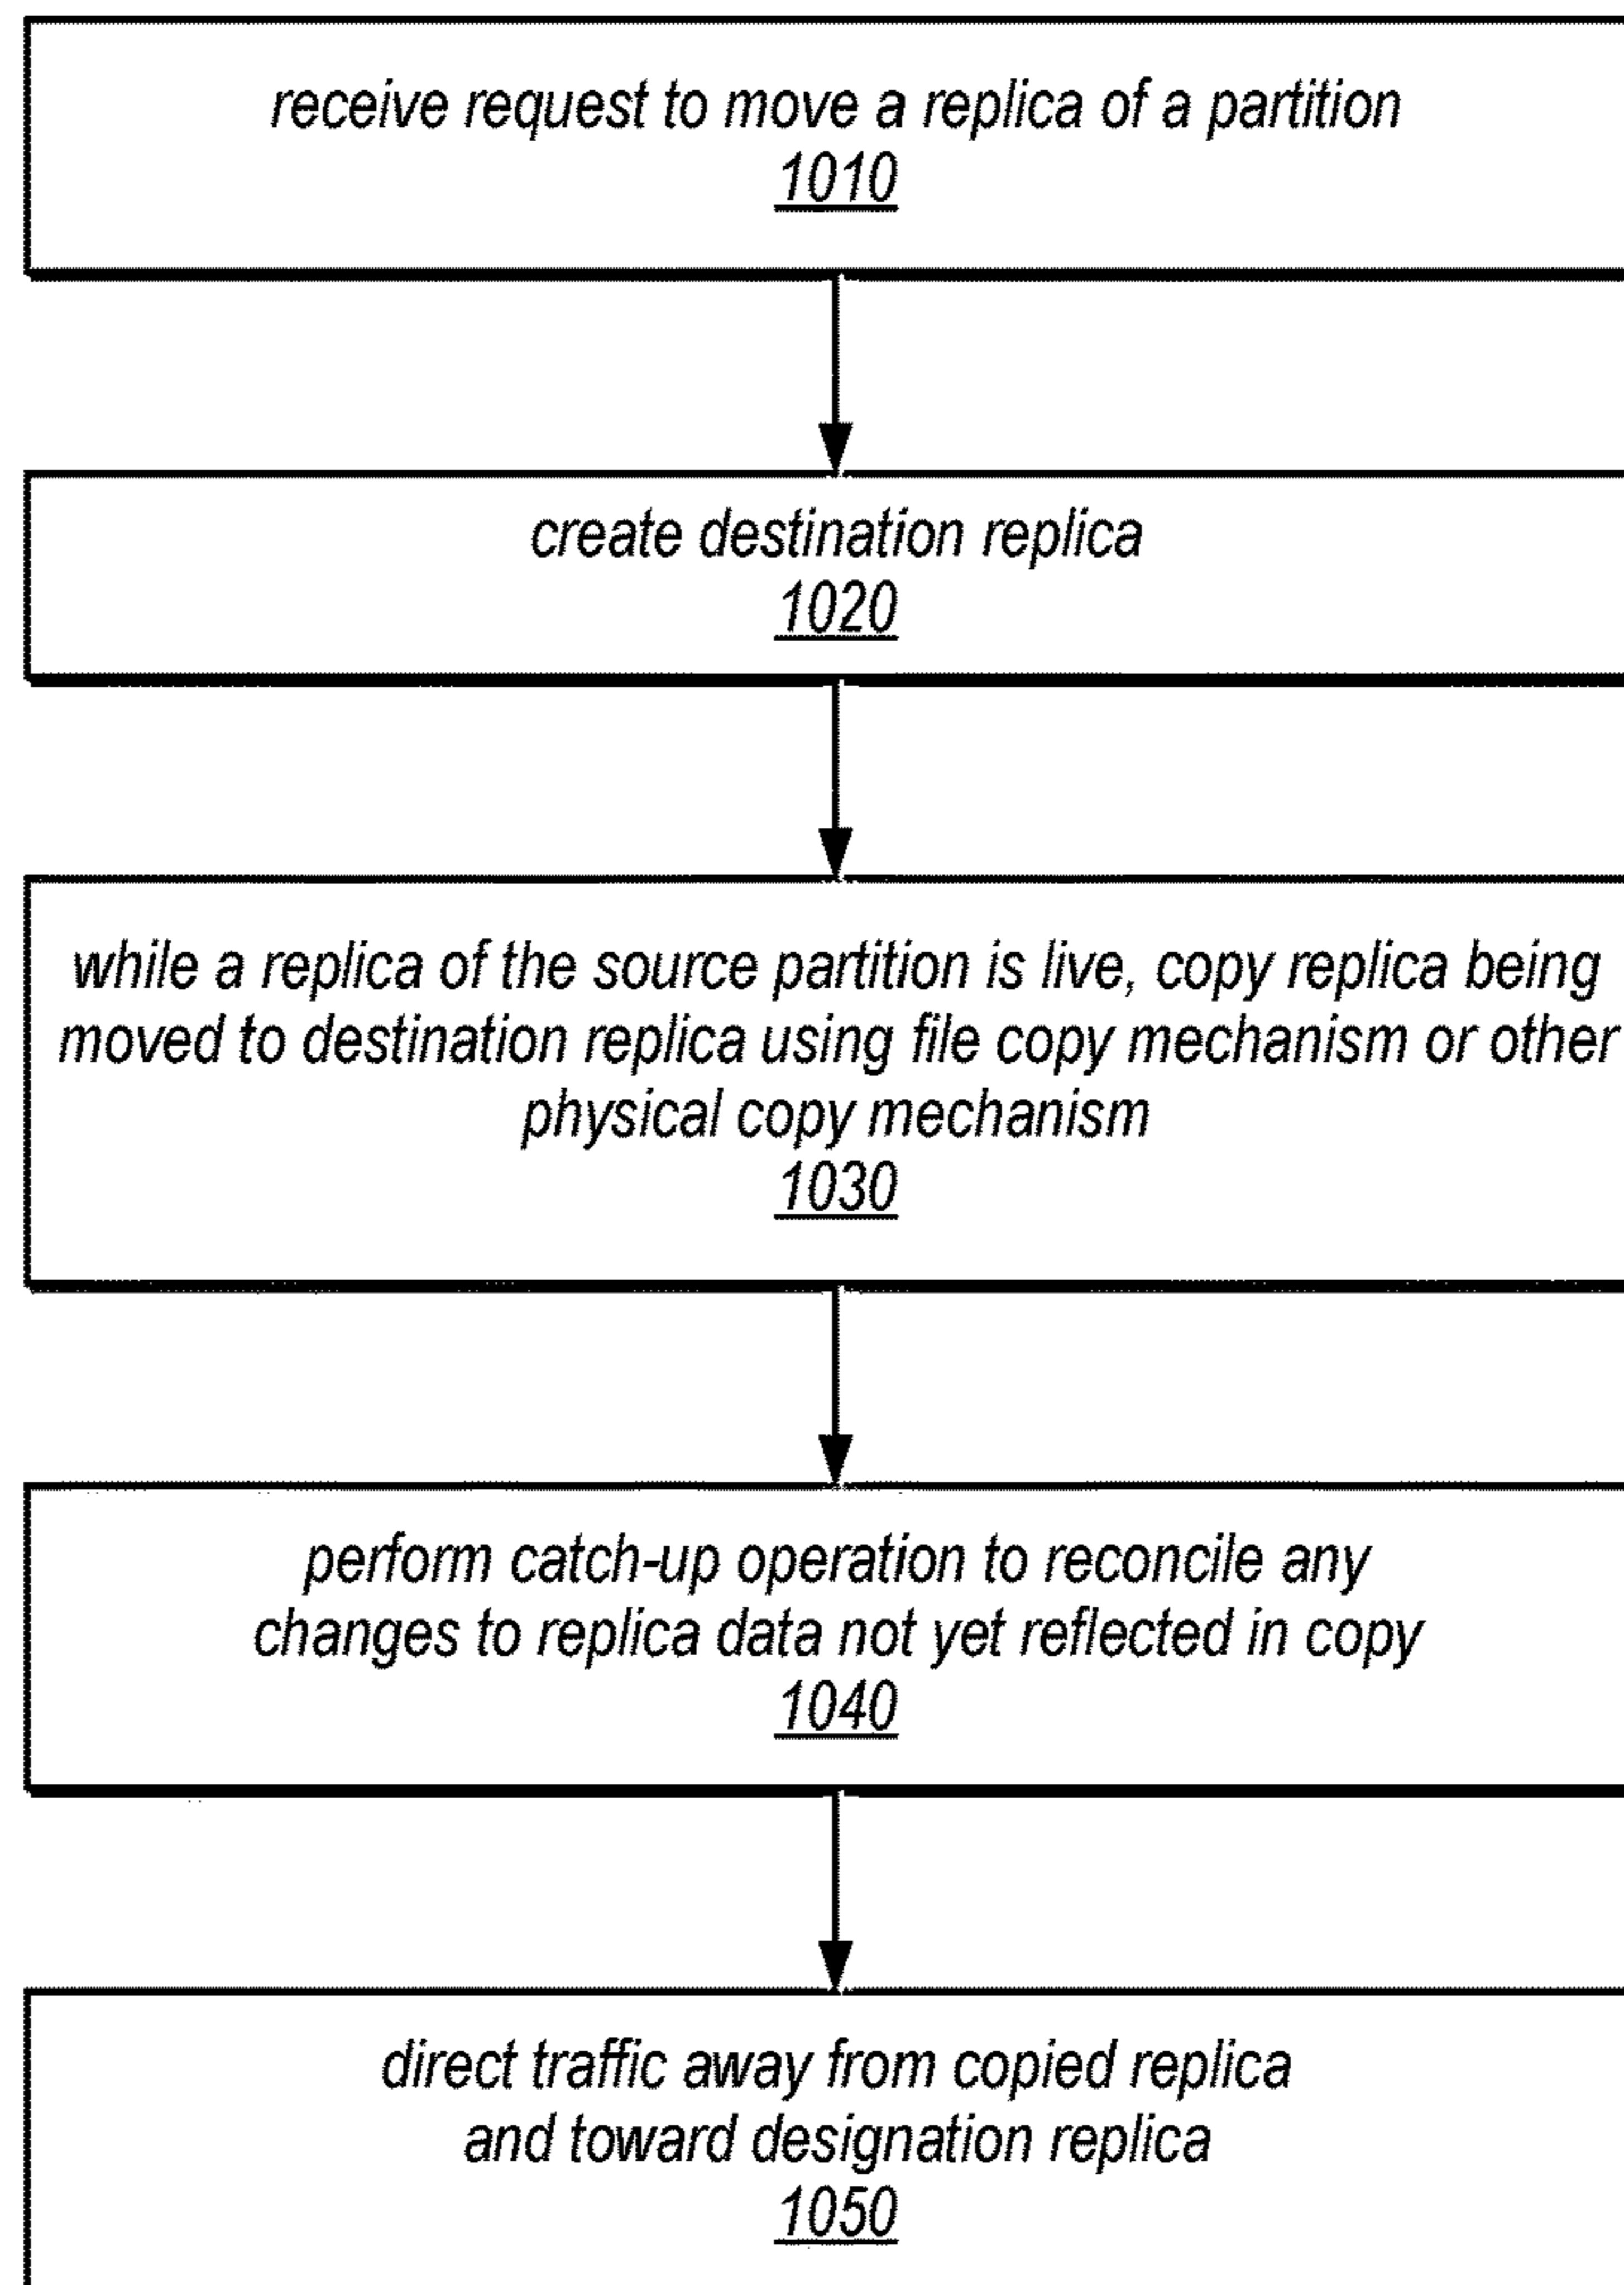 receive request to move a replica of a partition
1010
create destination replica
1020
while a replica of the source partition is live, copy replica being
moved to destination replica using file copy mechanism or other
physical copy mechanism
1030
perform catch-up operation to reconcile any
changes to replica data not yet reflected in copy
1040
direct traffic away from copied replica
and toward designation replica
1050